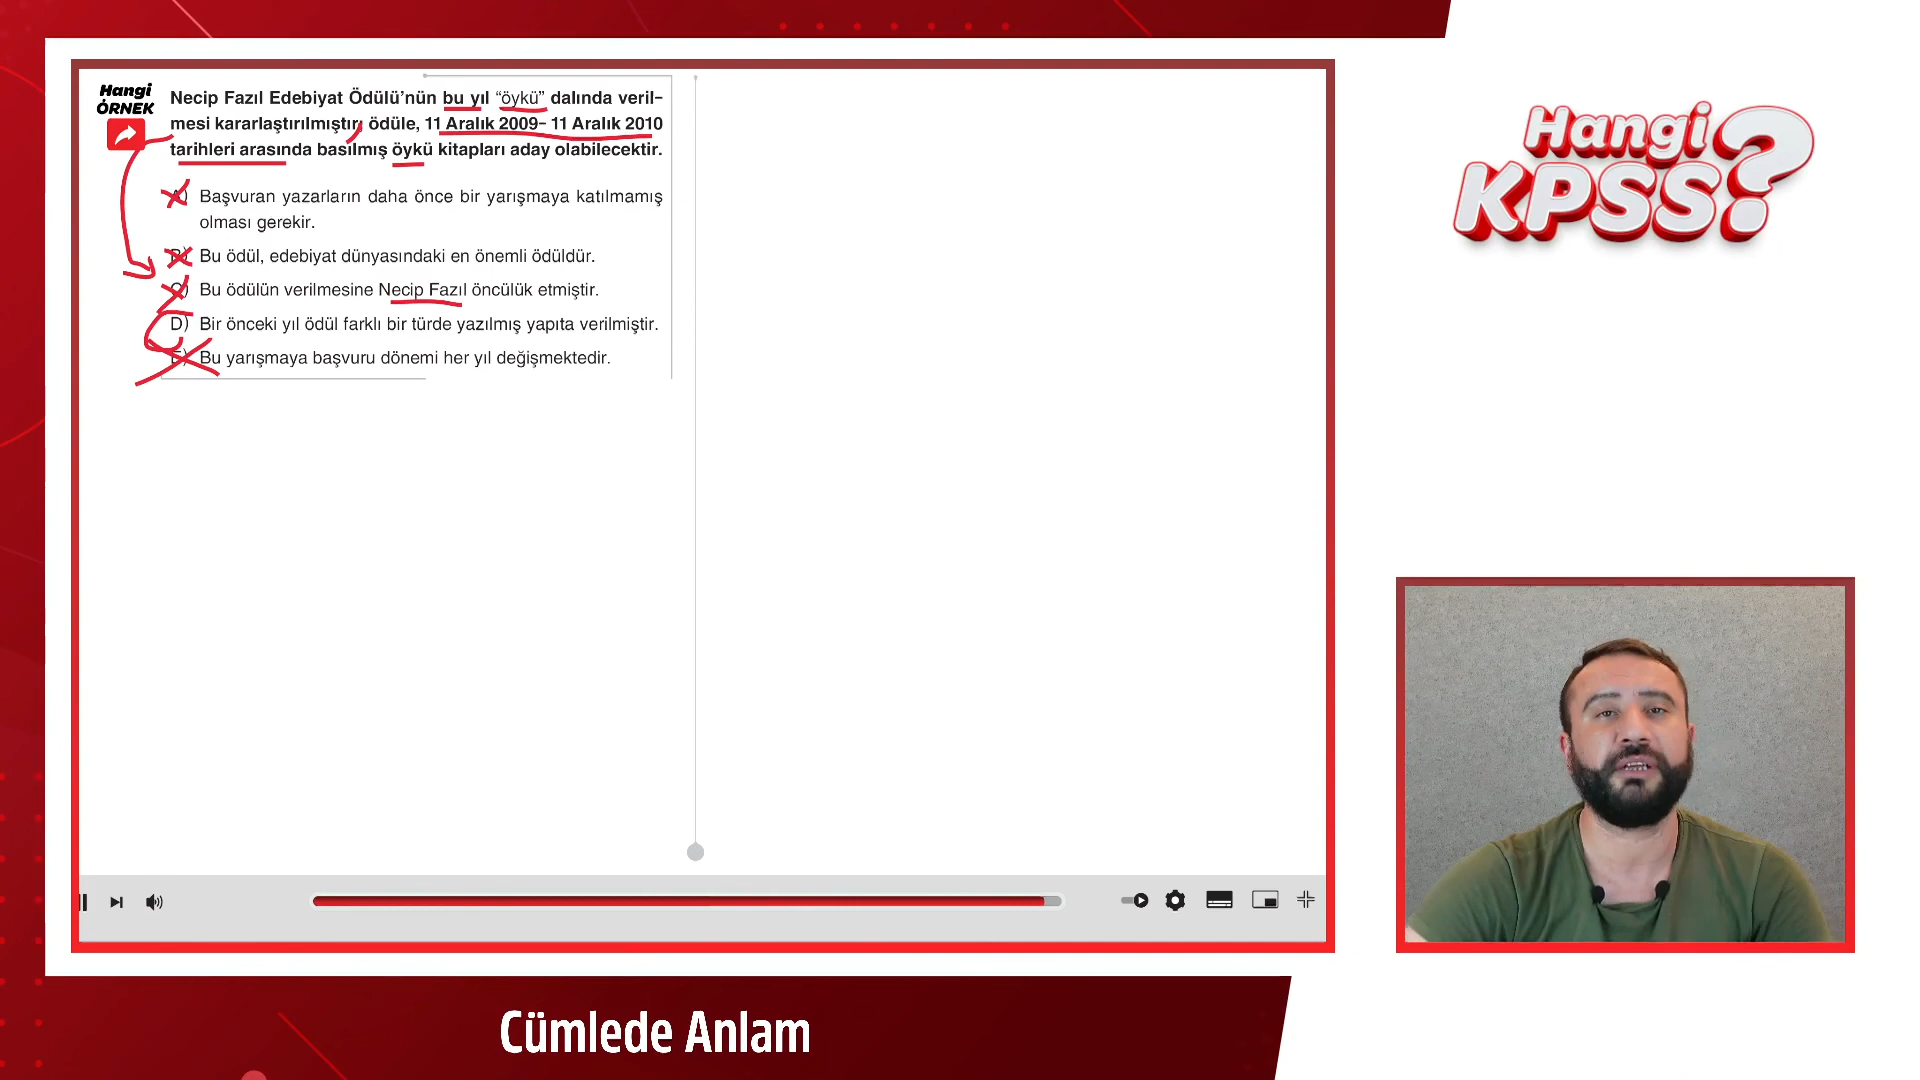 Hangi
ÖRNEK
Necip Fazıl Edebiyat Ödülü’nün bu yıl “öykü” dalında veril-
mesi kararlaştırılmıştır; ödüle, 11 Aralık 2009- 11 Aralık 2010
tarihleri arasında basılmış öykü kitapları aday olabilecektir.
A) Başvuran yazarların daha önce bir yarışmaya katılmamış
olması gerekir.
B) Bu ödül, edebiyat dünyasındaki en önemli ödüldür.
C) Bu ödülün verilmesine Necip Fazıl öncülük etmiştir.
D) Bir önceki yıl ödül farklı bir türde yazılmış yapıta verilmiştir.
E) Bu yarışmaya başvuru dönemi her yıl değişmektedir.
Hangi
KPSS?
Cümlede Anlam